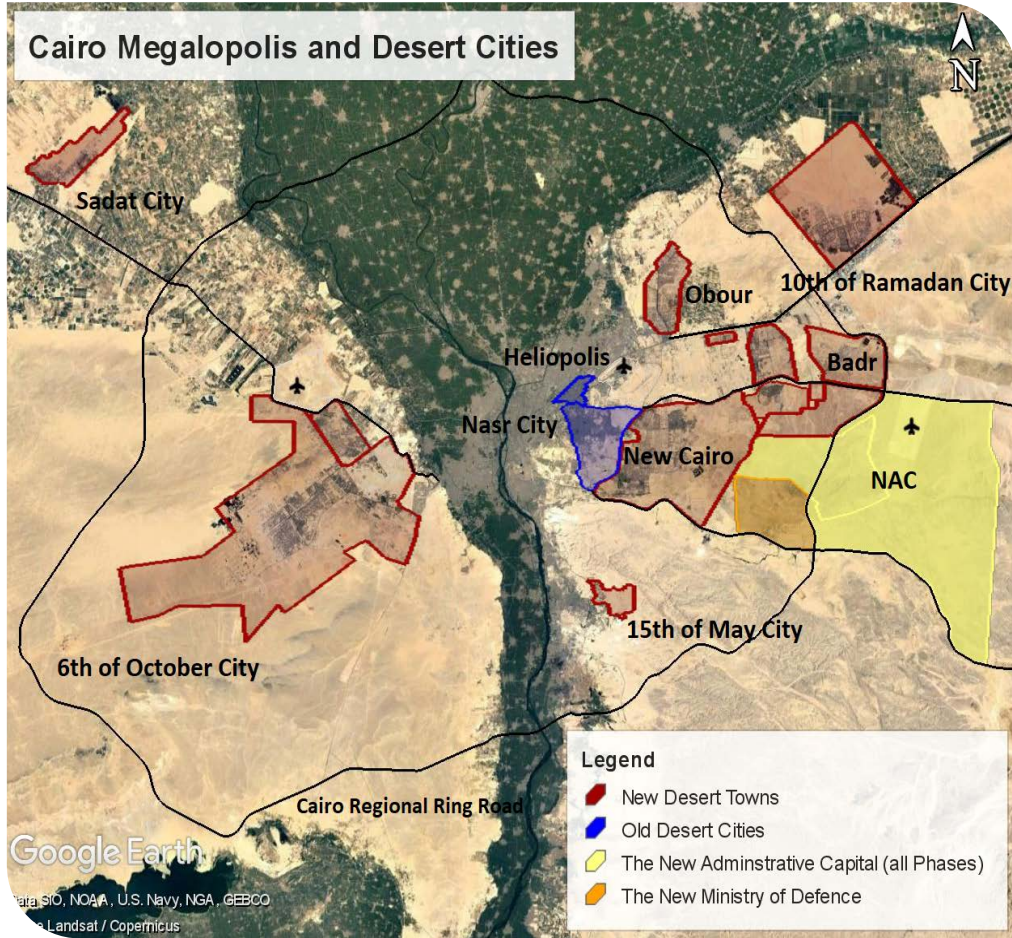 Cairo Megalopolis and Desert Cities
N
Sadat City
10th of Ramadan City
Obour
Heliopolis
Badr
Nasr City
New Cairo
NAC
15th of May City
6th of October City
Cairo Regional Ring Road
Legend
New Desert Towns
Old Desert Cities
The New Adminstrative Capital (all Phases)
The New Ministry of Defence
Google Earth
SIO, NOAA, U.S. Navy, NGA, GEBCO
Landsat / Copernicus